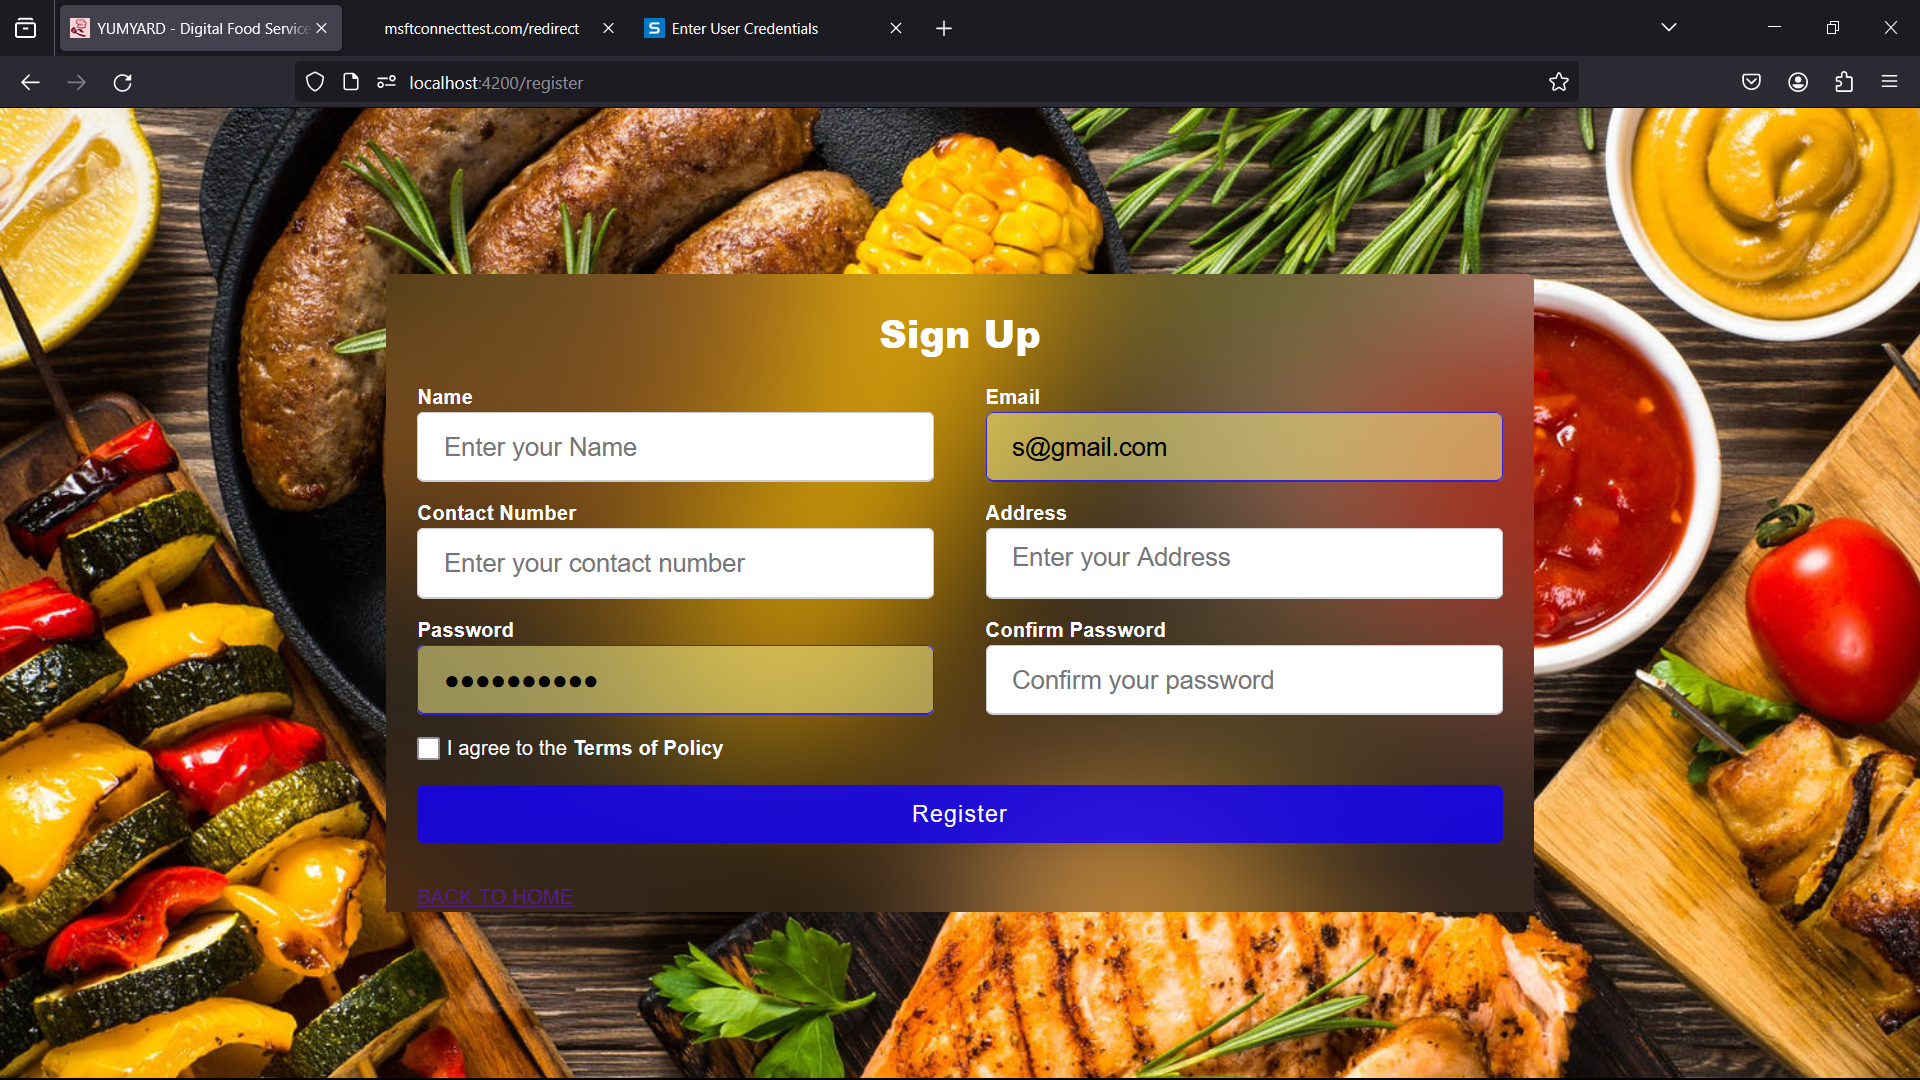 YUMYARD - Digital Food Service
msftconnecttest.com/redirect
S Enter User Credentials
localhost:4200/register
Sign Up
Name
Email
Enter your Name
s@gmail.com
Contact Number
Address
Enter your contact number
Enter your Address
Password
Confirm Password
••••••••••
Confirm your password
I agree to the Terms of Policy
Register
BACK TO HOME